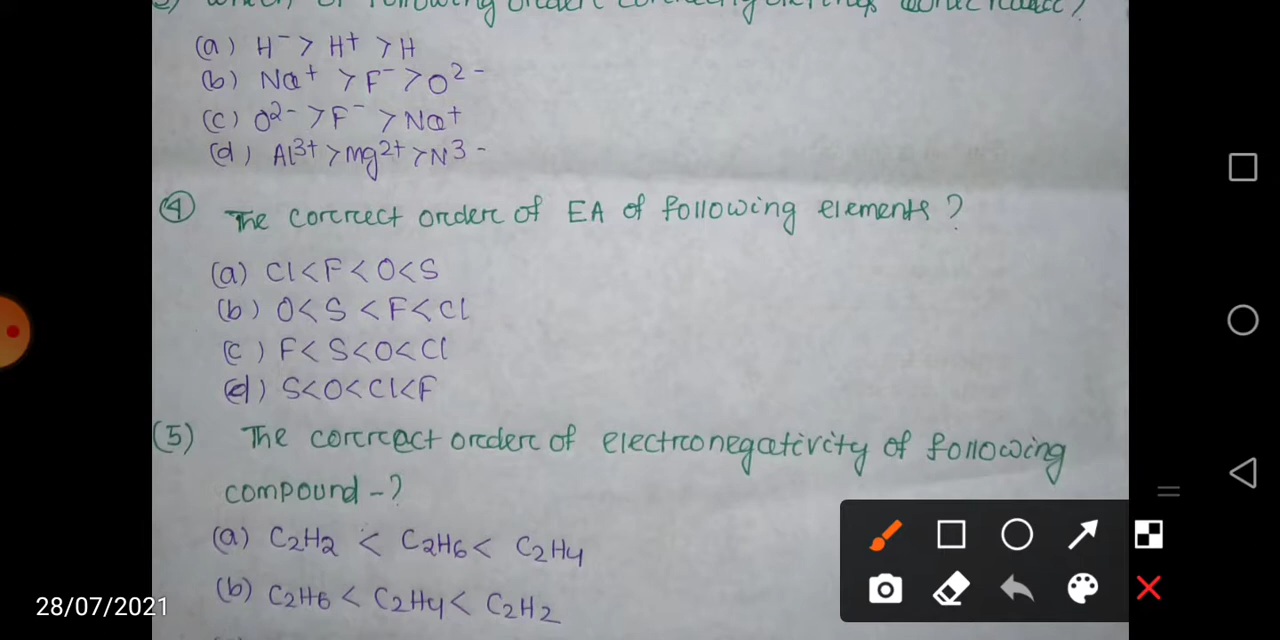 (a) H⁻ > H⁺ > H
(b) Na⁺ > F⁻ > O²⁻
(c) O²⁻ > F⁻ > Na⁺
(d) Al³⁺ > Mg²⁺ > N³⁻
④ The correct order of EA of following elements ?
(a) Cl < F < O < S
(b) O < S < F < Cl
(c) F < S < O < Cl
(d) S < O < Cl < F
(5) The correct order of electronegativity of following
compound - ?
(a) C₂H₂ < C₂H₆ < C₂H₄
(b) C₂H₆ < C₂H₄ < C₂H₂
28/07/2021